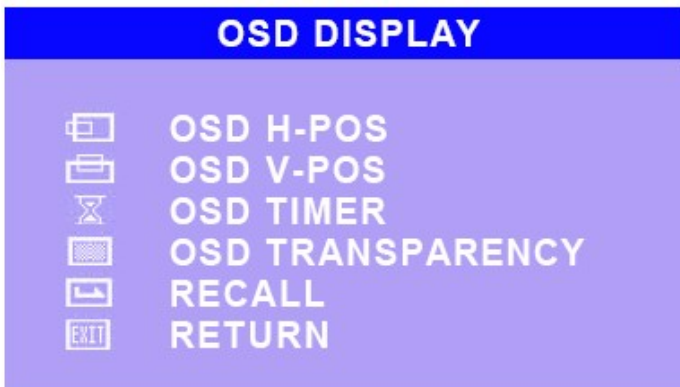 OSD DISPLAY
OSD H-POS
OSD V-POS
OSD TIMER
OSD TRANSPARENCY
RECALL
EXIT RETURN